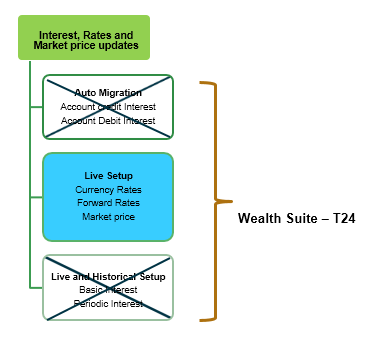 Interest, Rates and
Market price updates
Auto Migration
Account credit Interest
Account Debit Interest
Live Setup
Currency Rates
Forward Rates
Market price
Wealth Suite – T24
Live and Historical Setup
Basic Interest
Periodic Interest